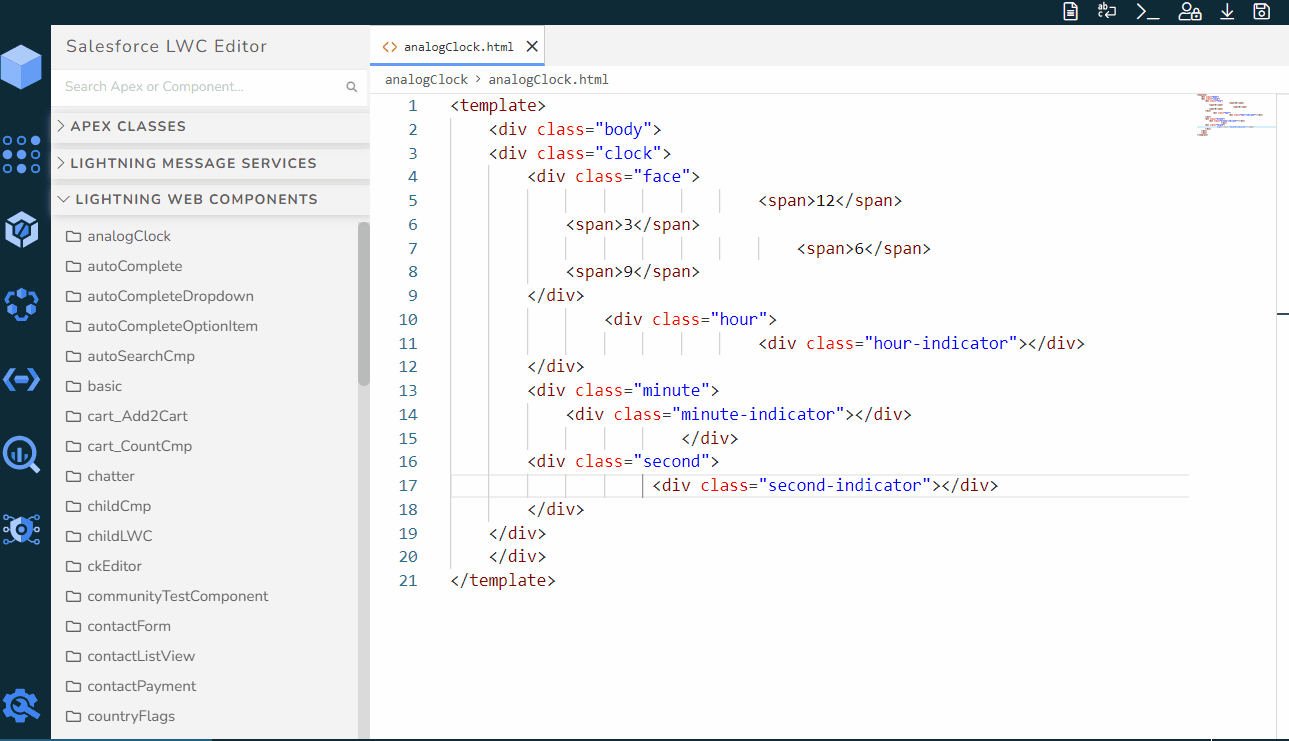 Salesforce LWC Editor
Search Apex or Component...
APEX CLASSES
LIGHTNING MESSAGE SERVICES
LIGHTNING WEB COMPONENTS
analogClock
autoComplete
autoCompleteDropdown
autoCompleteOptionItem
autoSearchCmp
basic
cart_Add2Cart
cart_CountCmp
chatter
childCmp
childLWC
ckEditor
communityTestComponent
contactForm
contactListView
contactPayment
countryFlags
analogClock.html
analogClock > analogClock.html
1 <template>
2 <div class="body">
3 <div class="clock">
4 <div class="face">
5 <span>12</span>
6 <span>3</span>
7 <span>6</span>
8 <span>9</span>
9 </div>
10 <div class="hour">
11 <div class="hour-indicator"></div>
12 </div>
13 <div class="minute">
14 <div class="minute-indicator"></div>
15 </div>
16 <div class="second">
17 <div class="second-indicator"></div>
18 </div>
19 </div>
20 </div>
21 </template>